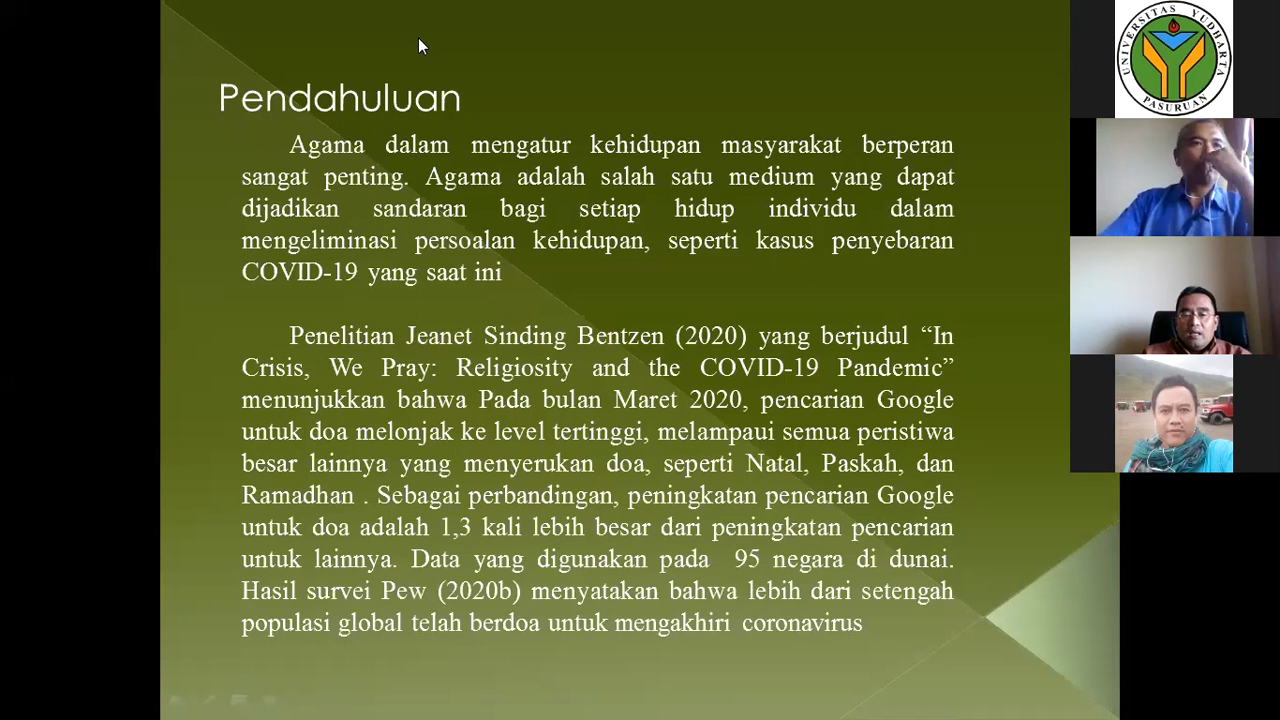 Pendahuluan
Agama dalam mengatur kehidupan masyarakat berperan
sangat penting. Agama adalah salah satu medium yang dapat
dijadikan sandaran bagi setiap hidup individu dalam
mengeliminasi persoalan kehidupan, seperti kasus penyebaran
COVID-19 yang saat ini
Penelitian Jeanet Sinding Bentzen (2020) yang berjudul “In
Crisis, We Pray: Religiosity and the COVID-19 Pandemic”
menunjukkan bahwa Pada bulan Maret 2020, pencarian Google
untuk doa melonjak ke level tertinggi, melampaui semua peristiwa
besar lainnya yang menyerukan doa, seperti Natal, Paskah, dan
Ramadhan . Sebagai perbandingan, peningkatan pencarian Google
untuk doa adalah 1,3 kali lebih besar dari peningkatan pencarian
untuk lainnya. Data yang digunakan pada 95 negara di dunai.
Hasil survei Pew (2020b) menyatakan bahwa lebih dari setengah
populasi global telah berdoa untuk mengakhiri coronavirus
UNIVERSITAS YUDHARTA
PASURUAN